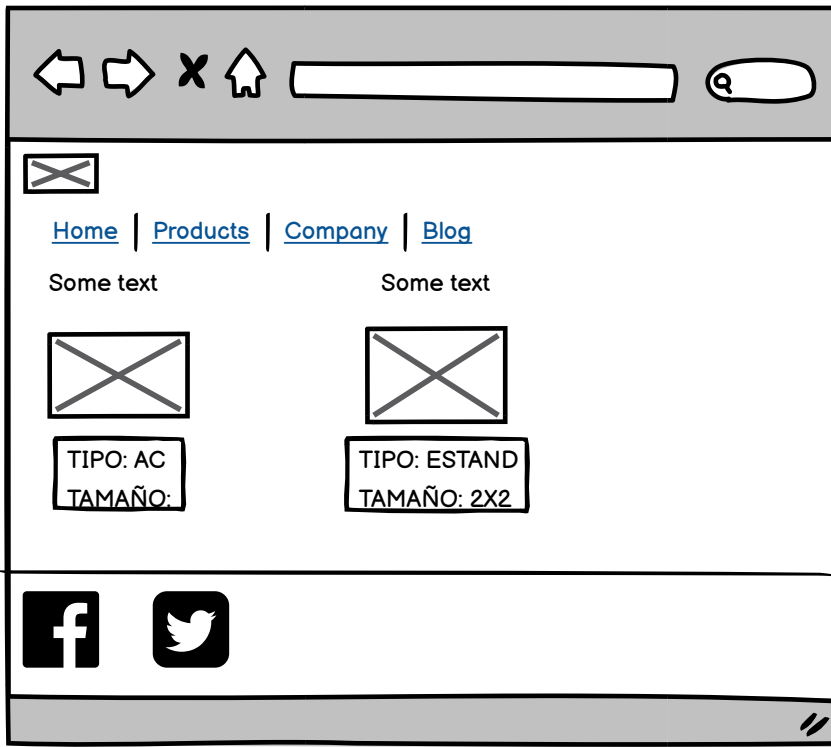 Home | Products | Company | Blog
Some text Some text
TIPO: AC TIPO: ESTAND
TAMAÑO: TAMAÑO: 2X2